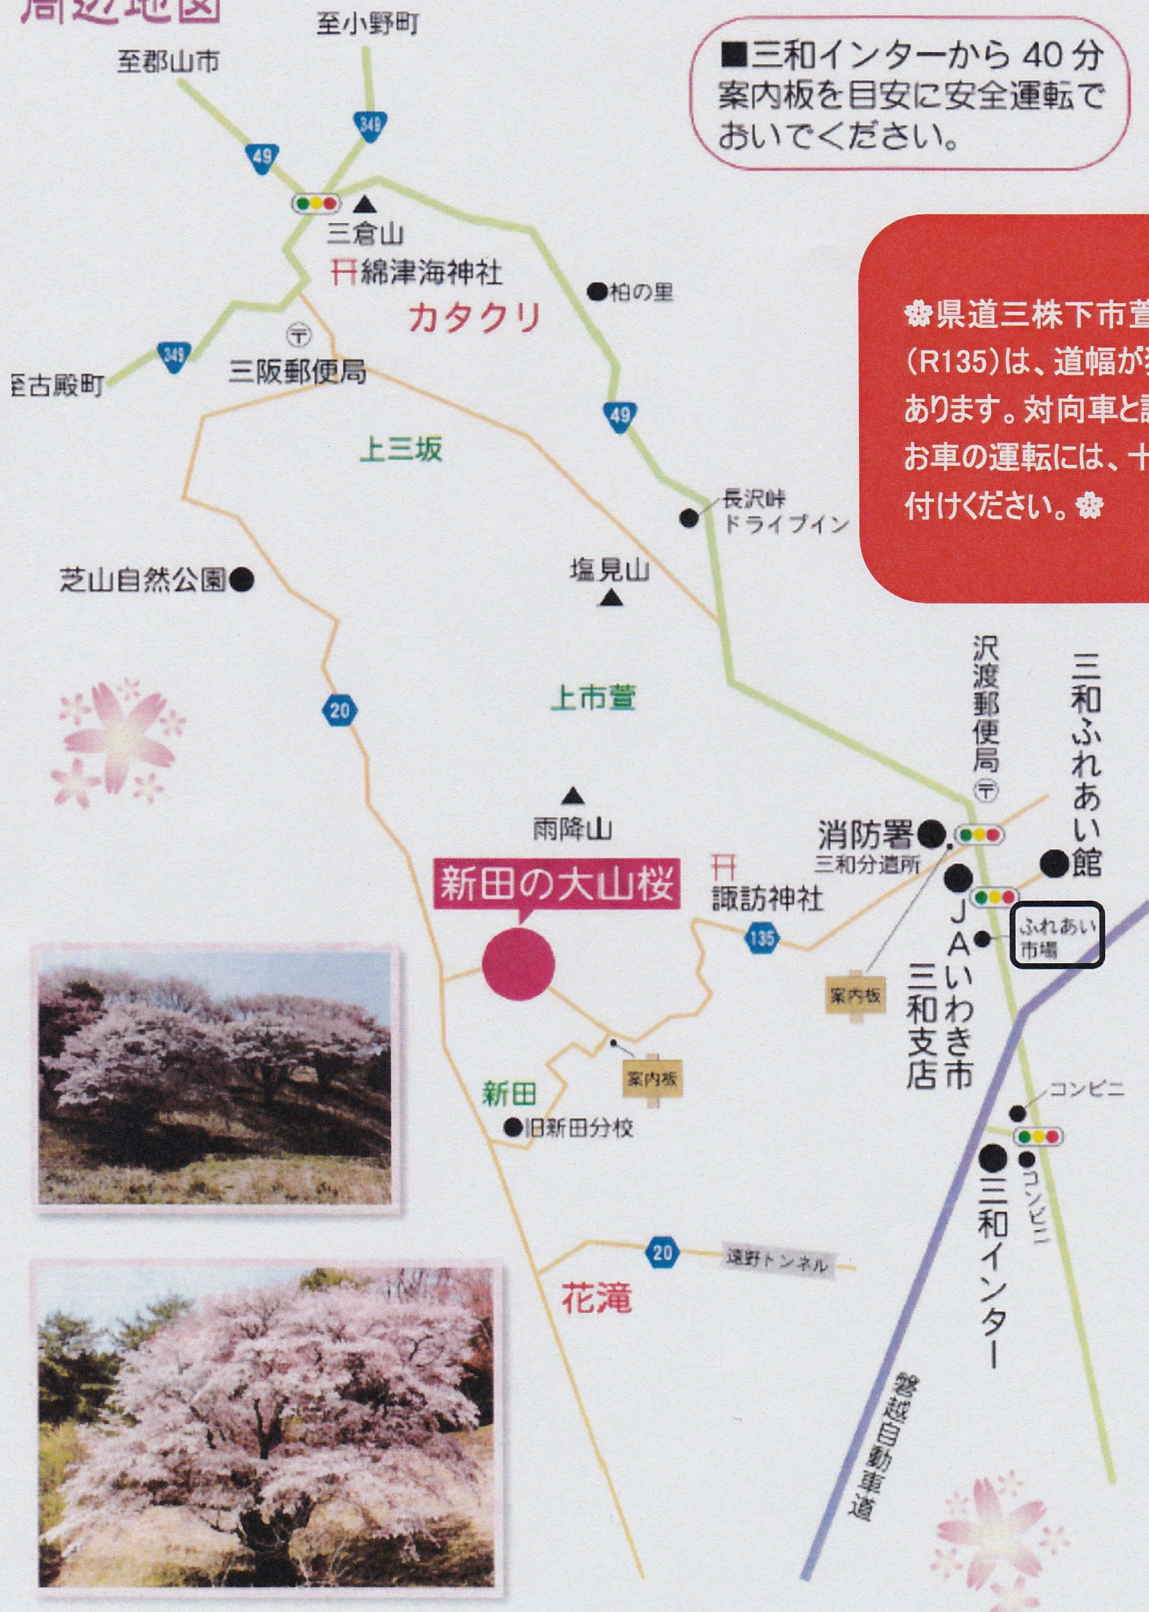 周辺地図
至小野町
至郡山市
■三和インターから 40 分
案内板を目安に安全運転で
おいでください。
349
49
三倉山
綿津海神社
カタクリ
柏の里
県道三株下市萱
（R135）は、道幅が
あります。対向車と
お車の運転には、十
付けください。
〒
349
三阪郵便局
至古殿町
49
上三坂
長沢峠
ドライブイン
塩見山
芝山自然公園
沢渡郵便局
〒
三和ふれあい館
上市萱
20
雨降山
消防署
三和分遣所
新田の大山桜
諏訪神社
135
JAいわき市
三和支店
ふれあい
市場
案内板
案内板
新田
旧新田分校
コンビニ
コンビニ
三和インター
20
遠野トンネル
花滝
磐越自動車道